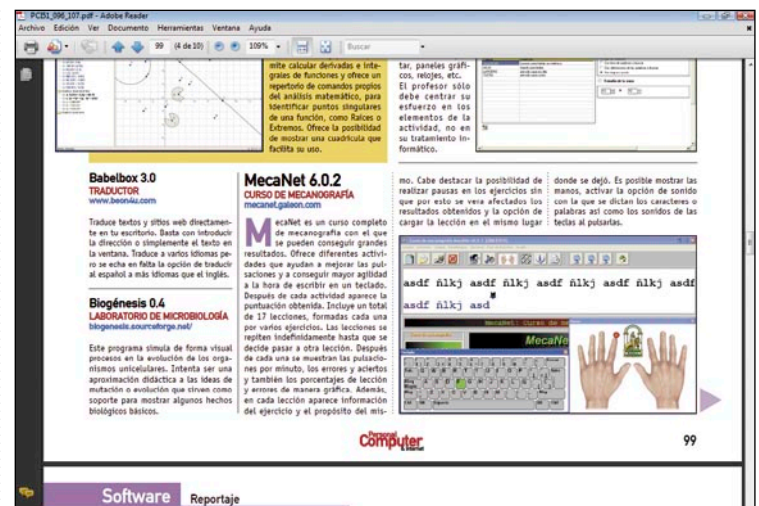 PCI51_096_107.pdf - Adobe Reader
Archivo Edición Ver Documento Herramientas Ventana Ayuda
99 (4 de 10) 109% Buscar
mite calcular derivadas e inte-
grales de funciones y ofrece un
repertorio de comandos propios
del análisis matemático, para
identificar puntos singulares
de una función, como Raíces o
Extremos. Ofrece la posibilidad
de mostrar una cuadrícula que
facilita su uso.
tar, paneles gráfi-
cos, relojes, etc.
El profesor sólo
debe centrar su
esfuerzo en los
elementos de la
actividad, no en
su tratamiento in-
formático.
Babelbox 3.0
TRADUCTOR
www.beon4u.com
Traduce textos y sitios web directamen-
te en tu escritorio. Basta con introducir
la dirección o simplemente el texto en
la ventana. Traduce a varios idiomas pe-
ro se echa en falta la opción de traducir
al español a más idiomas que el inglés.
Biogénesis 0.4
LABORATORIO DE MICROBIOLOGÍA
biogenesis.sourceforge.net/
Este programa simula de forma visual
procesos en la evolución de los orga-
nismos unicelulares. Intenta ser una
aproximación didáctica a las ideas de
mutación o evolución que sirven como
soporte para mostrar algunos hechos
biológicos básicos.
MecaNet 6.0.2
CURSO DE MECANOGRAFÍA
mecanet.galeon.com
MecaNet es un curso completo
de mecanografía con el que
se pueden conseguir grandes
resultados. Ofrece diferentes activi-
dades que ayudan a mejorar las pul-
saciones y a conseguir mayor agilidad
a la hora de escribir en un teclado.
Después de cada actividad aparece la
puntuación obtenida. Incluye un total
de 17 lecciones, formadas cada una
por varios ejercicios. Las lecciones se
repiten indefinidamente hasta que se
decide pasar a otra lección. Después
de cada una se muestran las pulsacio-
nes por minuto, los errores y aciertos
y también los porcentajes de lección
y errores de manera gráfica. Además,
en cada lección aparece información
del ejercicio y el propósito del mis-
mo. Cabe destacar la posibilidad de
realizar pausas en los ejercicios sin
que por esto se vera afectados los
resultados obtenidos y la opción de
cargar la lección en el mismo lugar
donde se dejó. Es posible mostrar las
manos, activar la opción de sonido
con la que se dictan los caracteres o
palabras así como los sonidos de las
teclas al pulsarlas.
asdf ñlkj asdf ñlkj asdf ñlkj asdf ñlkj asdf
asdf ñlkj asd
MecaNet: Curso de me
MecaNe
Personal
Computer
& Internet
99
Software Reportaje